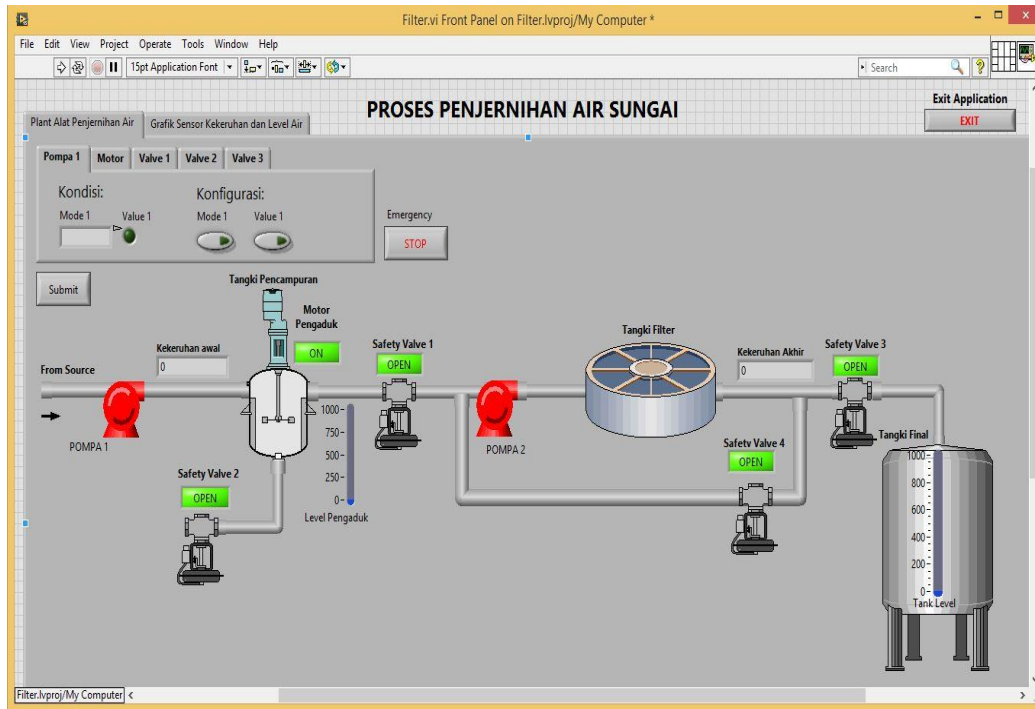 Filter.vi Front Panel on Filter.lvproj/My Computer *
File Edit View Project Operate Tools Window Help
15pt Application Font
Search
PROSES PENJERNIHAN AIR SUNGAI
Exit Application
EXIT
Plant Alat Penjernihan Air
Grafik Sensor Kekeruhan dan Level Air
Pompa 1 Motor Valve 1 Valve 2 Valve 3
Kondisi: Konfigurasi:
Mode 1 Value 1 Mode 1 Value 1
Emergency
STOP
Submit
Tangki Pencampuran
Motor
Pengaduk
ON
Kekeruhan awal
0
From Source
POMPA 1
Safety Valve 1
OPEN
Tangki Filter
Kekeruhan Akhir
0
Safety Valve 3
OPEN
POMPA 2
1000
750
500
250
0
Level Pengaduk
Safety Valve 2
OPEN
Safety Valve 4
OPEN
Tangki Final
1000
800
600
400
200
0
Tank Level
Filter.lvproj/My Computer